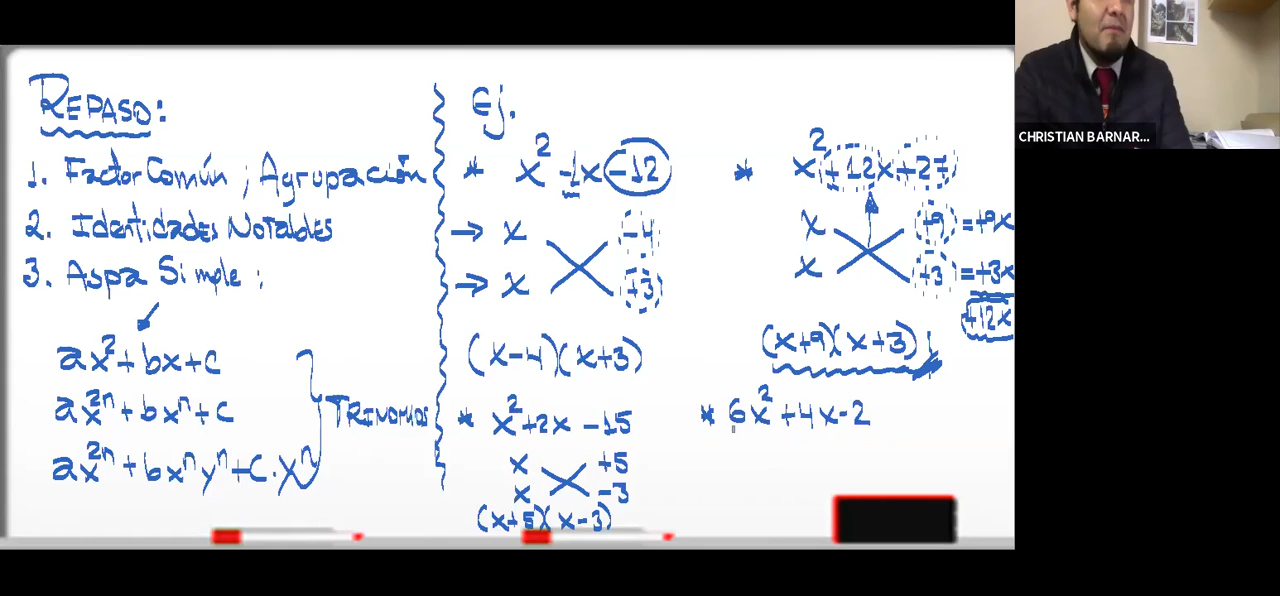 REPASO:
1. Factor Común ; Agrupación
2. Identidades Notables
3. Aspa Simple :
ax² + bx + c
ax²ⁿ + bxⁿ + c
ax²ⁿ + bxⁿyⁿ + c·xⁿ
TRINOMIOS
Ej.
* x² -1x -12
→ x -4
→ x +3
(x-4)(x+3)
* x² +2x -15
x +5
x -3
(x+5)(x-3)
* x² +12x +27
x +9 = +9x
x +3 = +3x
+12x
(x+9)(x+3) ;
* 6x² +4x -2
CHRISTIAN BARNAR...